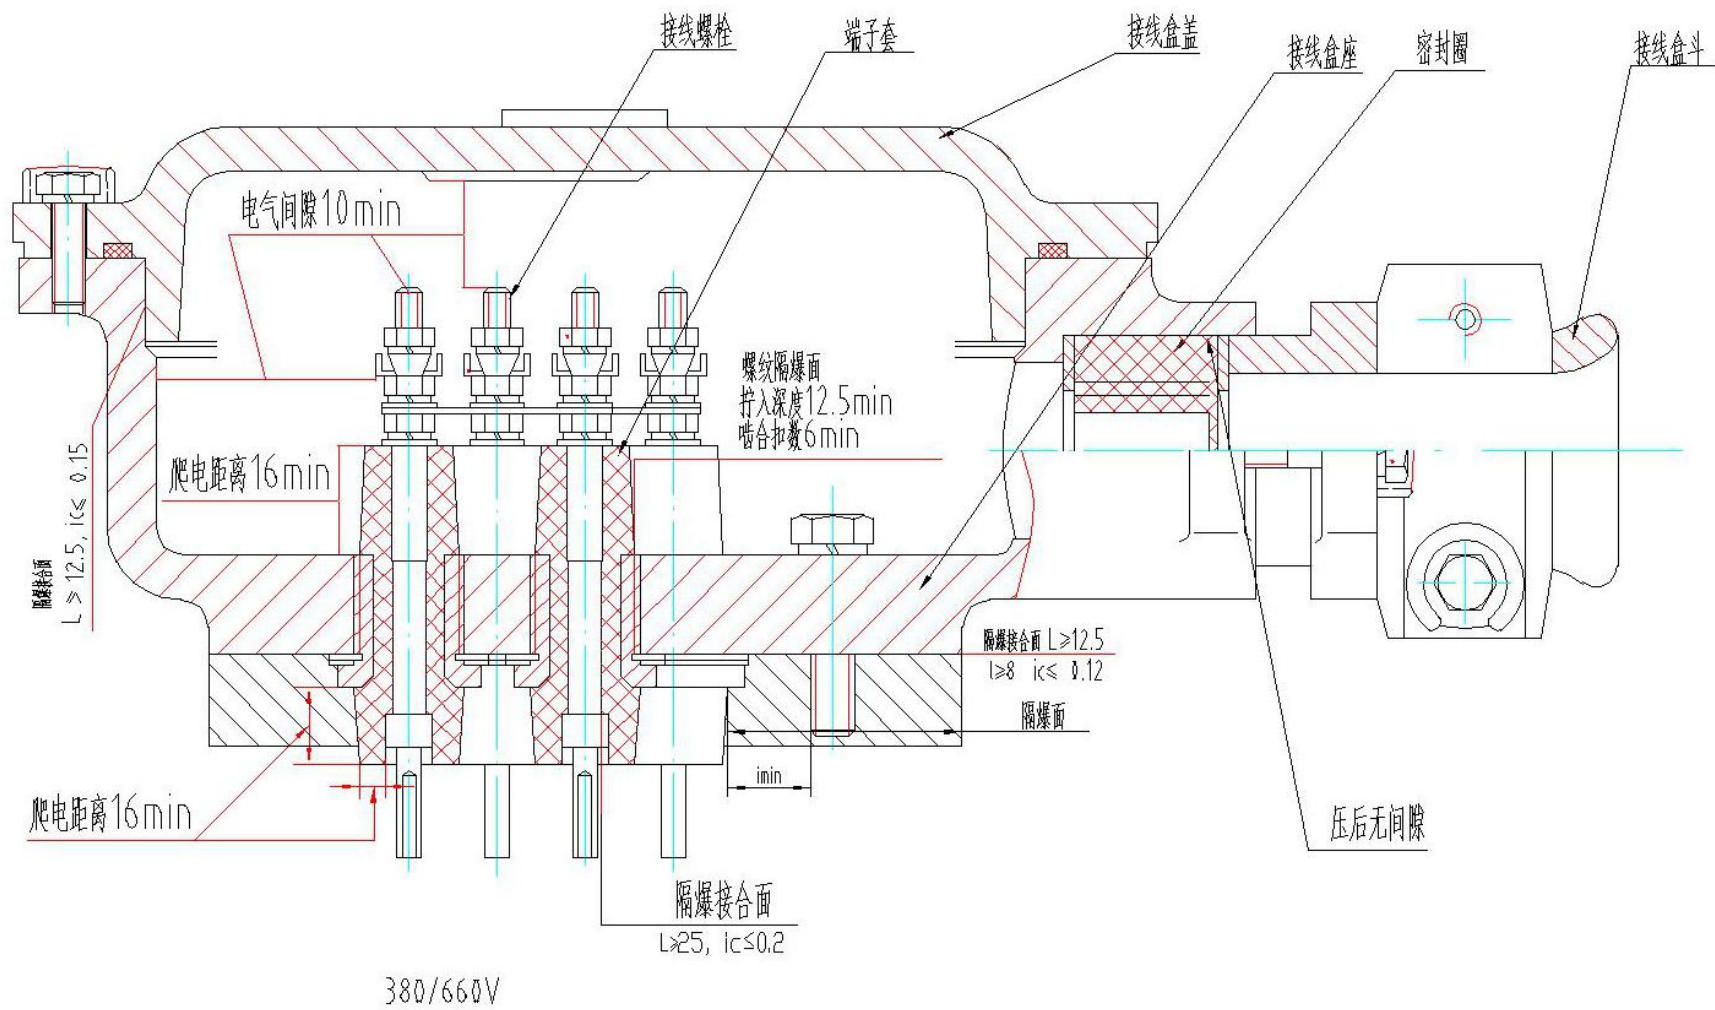 接线螺栓
端子套
接线盒盖
接线盒座
密封圈
接线盒斗
电气间隙10min
螺纹隔爆面
拧入深度12.5min
啮合扣数6min
爬电距离16min
隔爆接合面
L≥12.5, ic≤ 0.15
隔爆接合面 L≥12.5
l≥8 ic≤ 0.12
隔爆面
imin
爬电距离16min
压后无间隙
隔爆接合面
L≥25, ic≤0.2
380/660V